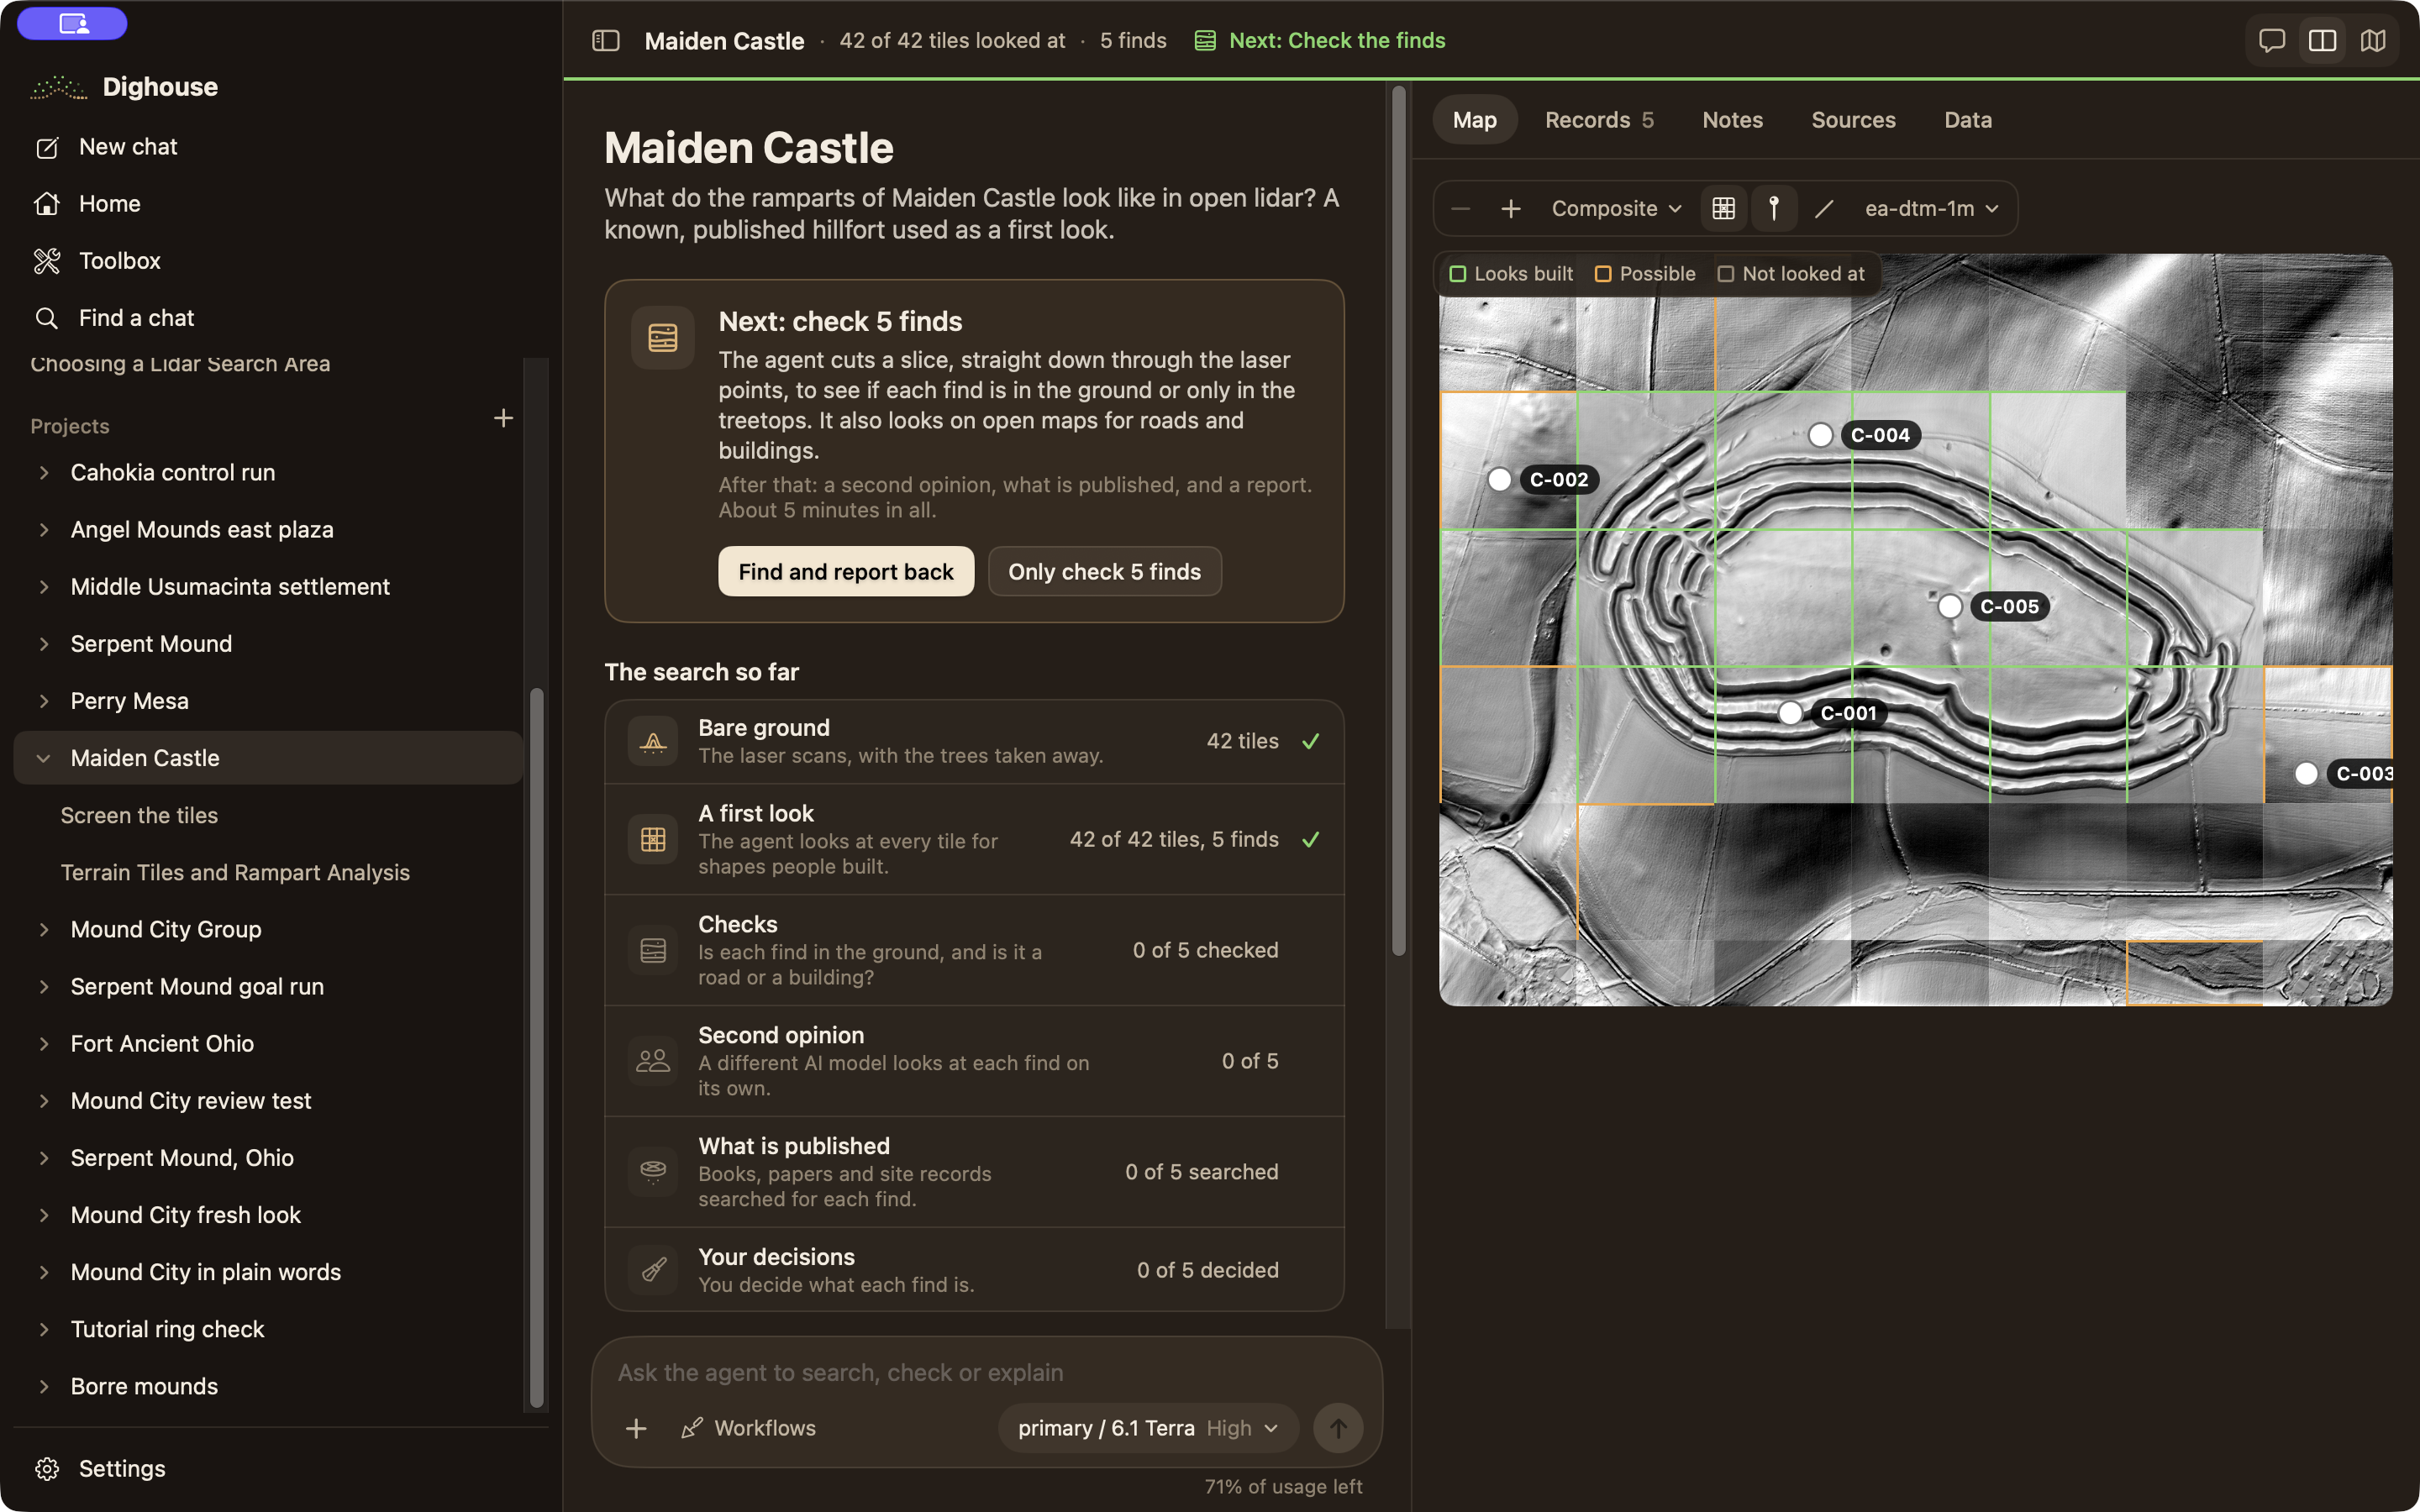 Dighouse
New chat
Home
Toolbox
Find a chat
Choosing a Lidar Search Area
Projects
Cahokia control run
Angel Mounds east plaza
Middle Usumacinta settlement
Serpent Mound
Perry Mesa
Maiden Castle
Screen the tiles
Terrain Tiles and Rampart Analysis
Mound City Group
Serpent Mound goal run
Fort Ancient Ohio
Mound City review test
Serpent Mound, Ohio
Mound City fresh look
Mound City in plain words
Tutorial ring check
Borre mounds
Settings
Maiden Castle · 42 of 42 tiles looked at · 5 finds Next: Check the finds
Maiden Castle
What do the ramparts of Maiden Castle look like in open lidar? A
known, published hillfort used as a first look.
Next: check 5 finds
The agent cuts a slice, straight down through the laser
points, to see if each find is in the ground or only in the
treetops. It also looks on open maps for roads and
buildings.
After that: a second opinion, what is published, and a report.
About 5 minutes in all.
Find and report back Only check 5 finds
The search so far
Bare ground
The laser scans, with the trees taken away.
42 tiles
A first look
The agent looks at every tile for
shapes people built.
42 of 42 tiles, 5 finds
Checks
Is each find in the ground, and is it a
road or a building?
0 of 5 checked
Second opinion
A different AI model looks at each find on
its own.
0 of 5
What is published
Books, papers and site records
searched for each find.
0 of 5 searched
Your decisions
You decide what each find is.
0 of 5 decided
Ask the agent to search, check or explain
Workflows primary / 6.1 Terra High
71% of usage left
Map Records 5 Notes Sources Data
Composite ea-dtm-1m
Looks built Possible Not looked at
C-004
C-002
C-005
C-001
C-003